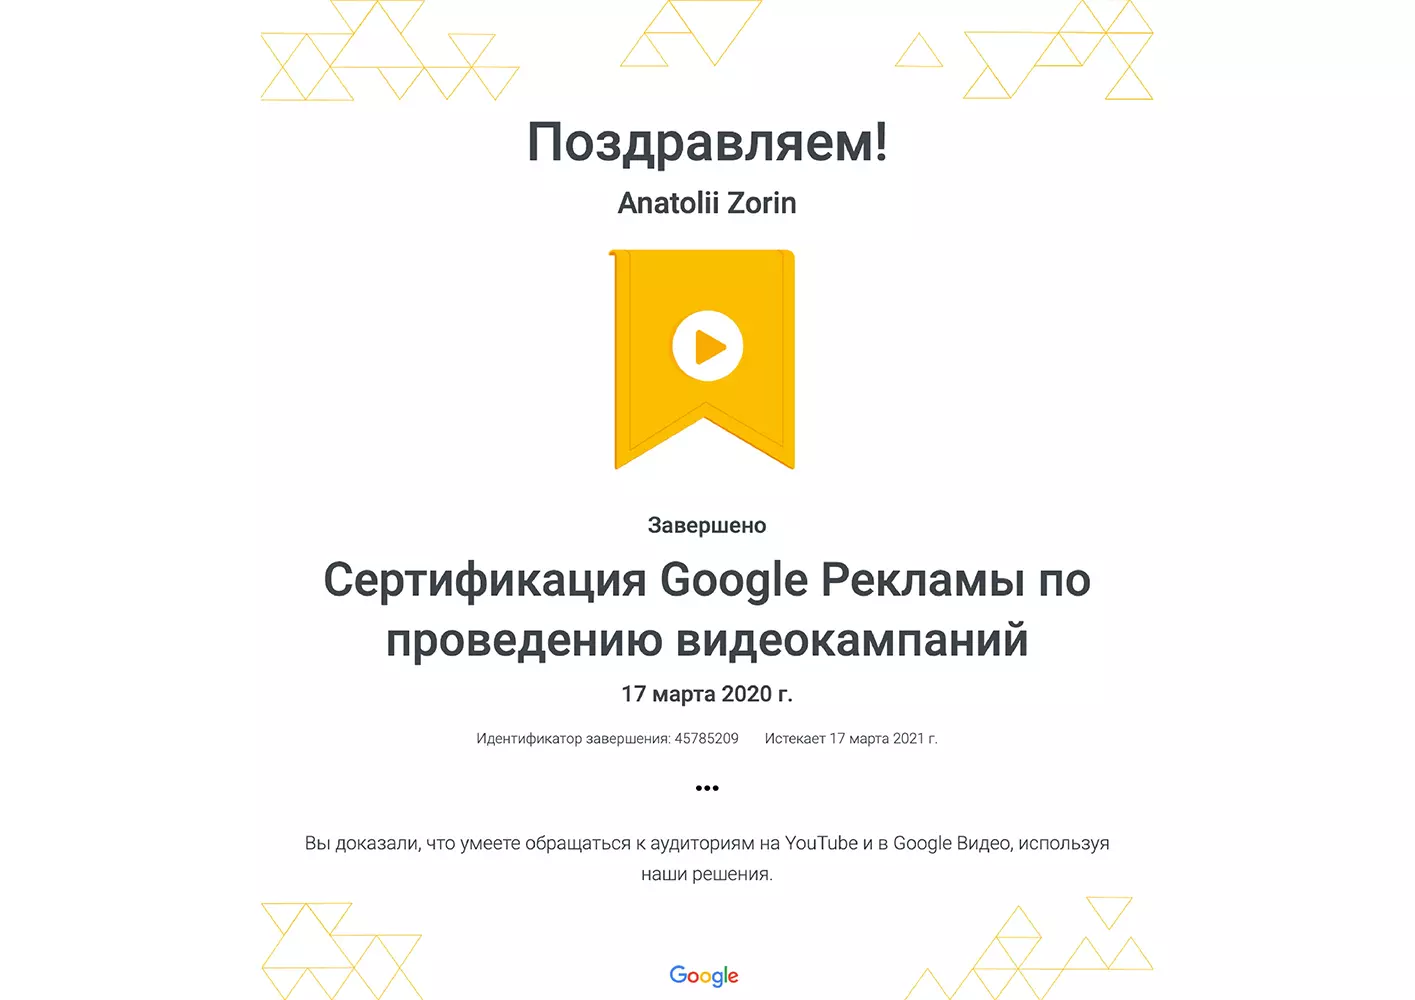 Поздравляем!
Anatolii Zorin
Завершено
Сертификация Google Рекламы по
проведению видеокампаний
17 марта 2020 г.
Идентификатор завершения: 45785209 Истекает 17 марта 2021 г.
...
Вы доказали, что умеете обращаться к аудиториям на YouTube и в Google Видео, используя
наши решения.
Google